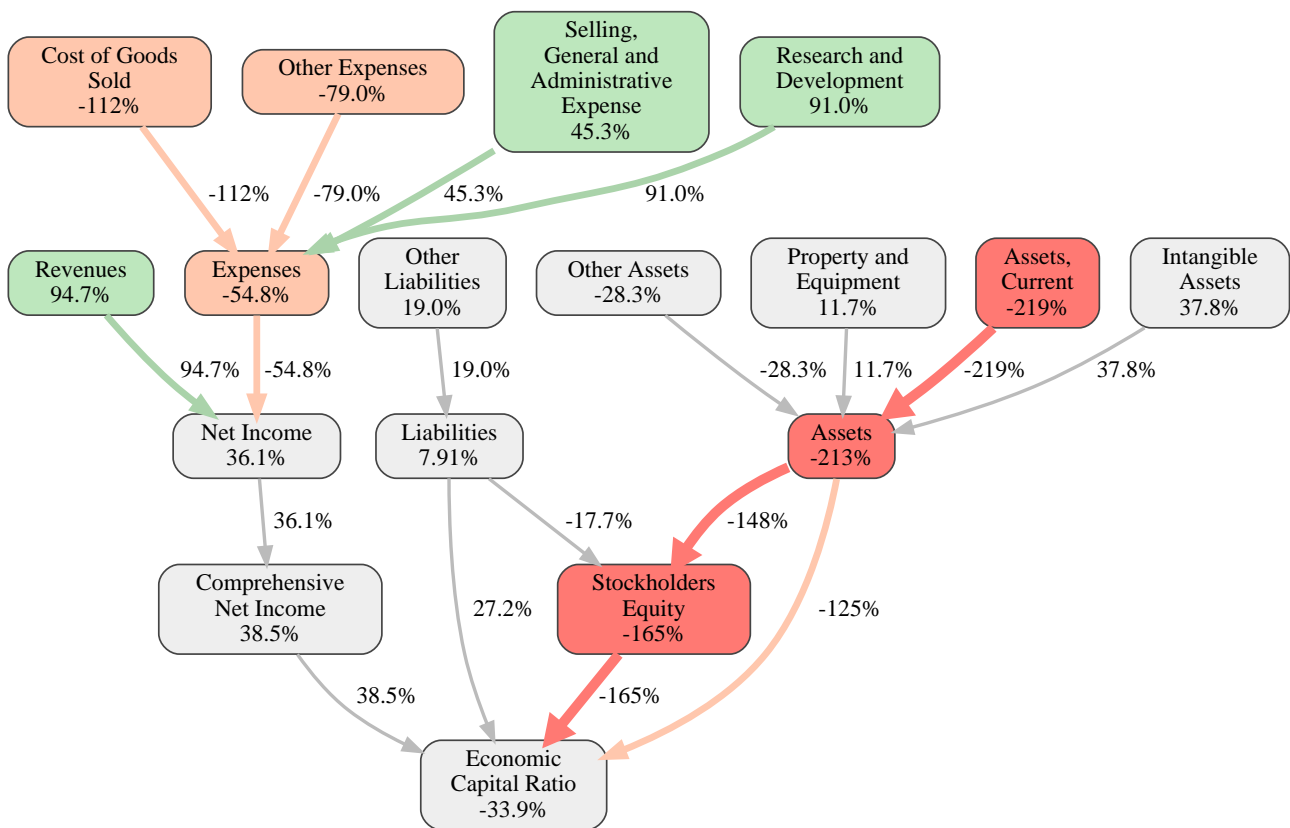 Cost of Goods
Sold
-112%
Other Expenses
-79.0%
Selling,
General and
Administrative
Expense
45.3%
Research and
Development
91.0%
-112%
-79.0%
45.3%
91.0%
Revenues
94.7%
Expenses
-54.8%
Other
Liabilities
19.0%
Other Assets
-28.3%
Property and
Equipment
11.7%
Assets,
Current
-219%
Intangible
Assets
37.8%
94.7%
-54.8%
19.0%
-28.3%
11.7%
-219%
37.8%
Net Income
36.1%
Liabilities
7.91%
Assets
-213%
36.1%
-17.7%
-148%
Comprehensive
Net Income
38.5%
Stockholders
Equity
-165%
27.2%
-125%
38.5%
-165%
Economic
Capital Ratio
-33.9%